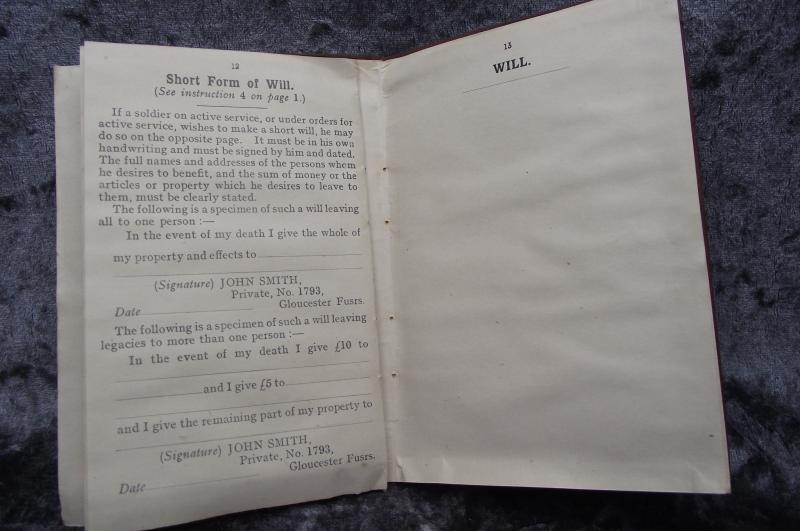 12
Short Form of Will.
(See instruction 4 on page 1.)
If a soldier on active service, or under orders for
active service, wishes to make a short will, he may
do so on the opposite page. It must be in his own
handwriting and must be signed by him and dated.
The full names and addresses of the persons whom
he desires to benefit, and the sum of money or the
articles or property which he desires to leave to
them, must be clearly stated.
The following is a specimen of such a will leaving
all to one person :—
In the event of my death I give the whole of
my property and effects to
(Signature) JOHN SMITH,
Private, No. 1793,
Gloucester Fusrs.
Date
The following is a specimen of such a will leaving
legacies to more than one person :—
In the event of my death I give £10 to
and I give £5 to
and I give the remaining part of my property to
(Signature) JOHN SMITH,
Private, No. 1793,
Gloucester Fusrs.
Date
13
WILL.